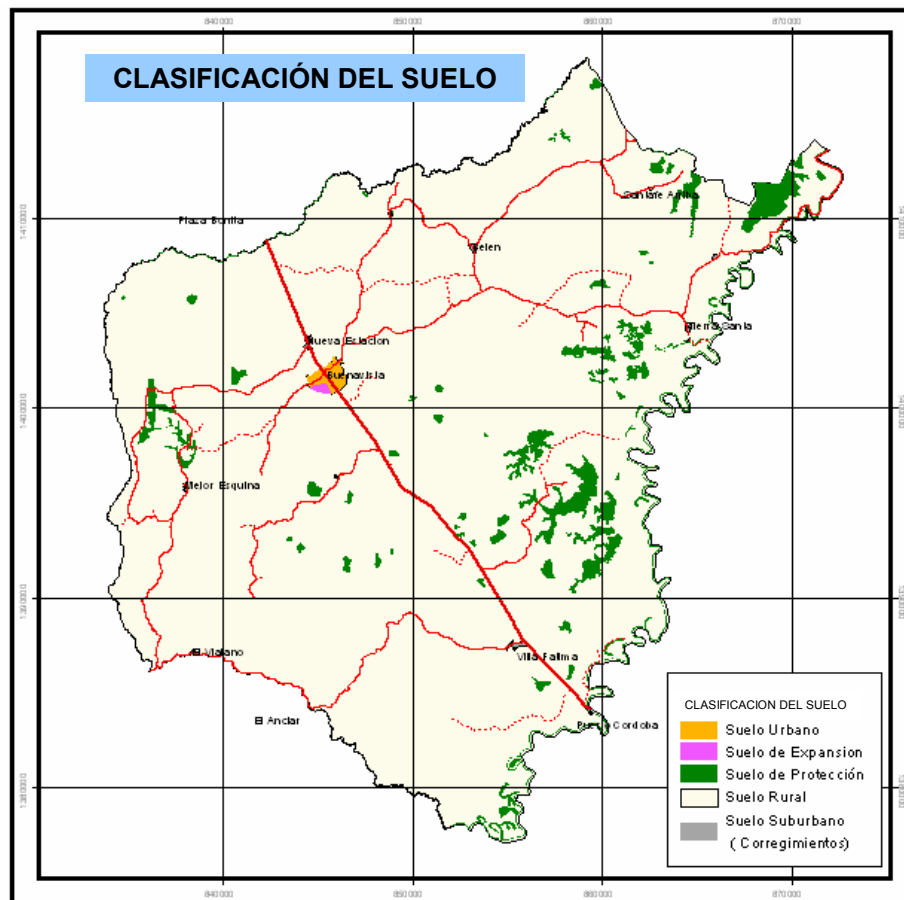 840000 850000 860000 870000
CLASIFICACIÓN DEL SUELO
Plaza Bonita
Belen
Nueva Estacion
Buenavista
Tierra Santa
Mejor Esquina
El Viajano
Villa Fatima
El Anclar
CLASIFICACION DEL SUELO
Suelo Urbano
Suelo de Expansion
Suelo de Protección
Suelo Rural
Suelo Suburbano
(Corregimientos)
1410000
1400000
1390000
1380000
840000 850000 860000 870000